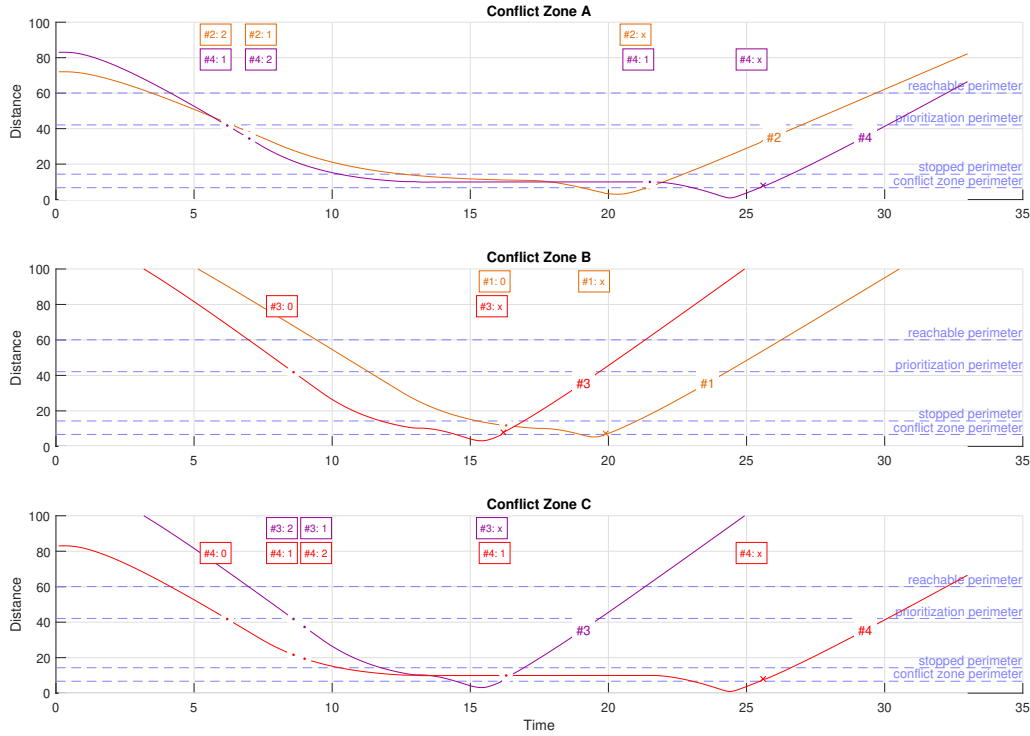 Conflict Zone A
100
#2: 2
#2: 1
#2: x
80
#4: 1
#4: 2
#4: 1
#4: x
reachable perimeter
60
prioritization perimeter
40
Distance
#2
#4
20
stopped perimeter
conflict zone perimeter
0
0 5 10 15 20 25 30 35
Conflict Zone B
100
#1: 0
#1: x
80
#3: 0
#3: x
reachable perimeter
60
prioritization perimeter
40
Distance
#3
#1
20
stopped perimeter
conflict zone perimeter
0
0 5 10 15 20 25 30 35
Conflict Zone C
100
#3: 2
#3: 1
#3: x
80
#4: 0
#4: 1
#4: 2
#4: 1
#4: x
reachable perimeter
60
prioritization perimeter
40
Distance
#3
#4
20
stopped perimeter
conflict zone perimeter
0
0 5 10 15 20 25 30 35
Time